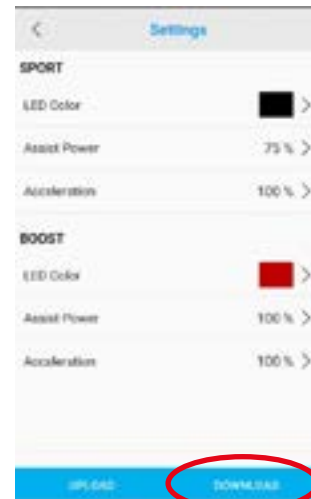 Settings
SPORT
LED Color
Assist Power 75 %
Acceleration 100 %
BOOST
LED Color
Assist Power 100 %
Acceleration 100 %
UPLOAD DOWNLOAD